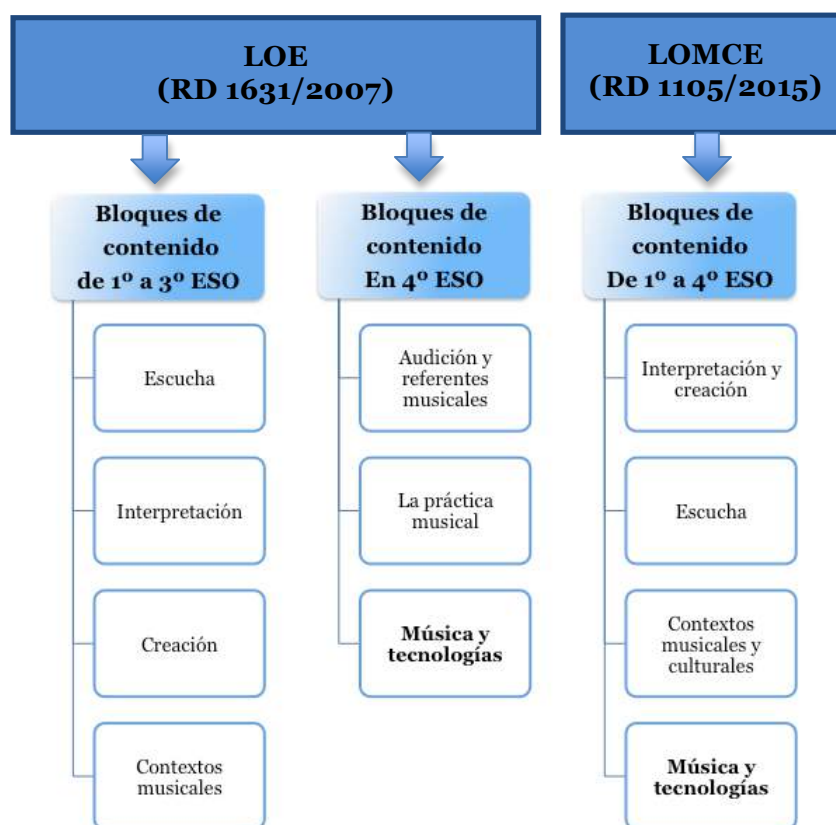 LOE
(RD 1631/2007)
LOMCE
(RD 1105/2015)
Bloques de
contenido
de 1º a 3º ESO
Escucha
Interpretación
Creación
Contextos
musicales
Bloques de
contenido
En 4º ESO
Audición y
referentes
musicales
La práctica
musical
Música y
tecnologías
Bloques de
contenido
De 1º a 4º ESO
Interpretación y
creación
Escucha
Contextos
musicales y
culturales
Música y
tecnologías